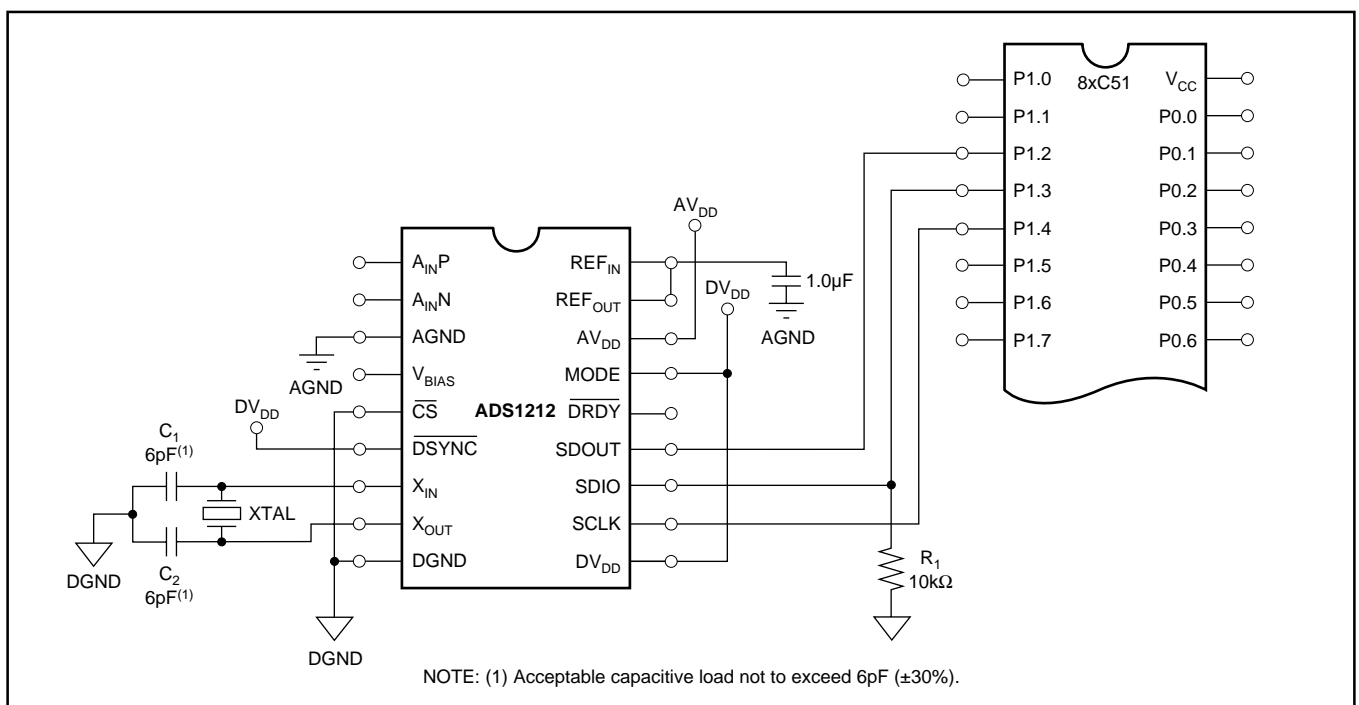 8xC51
P1.0
P1.1
P1.2
P1.3
P1.4
P1.5
P1.6
P1.7
VCC
P0.0
P0.1
P0.2
P0.3
P0.4
P0.5
P0.6
AVDD
DVDD
1.0µF
AGND
ADS1212
AINP
AINN
AGND
VBIAS
CS
DSYNC
XIN
XOUT
DGND
REFIN
REFOUT
AVDD
MODE
DRDY
SDOUT
SDIO
SCLK
DVDD
AGND
DVDD
C1
6pF(1)
XTAL
C2
6pF(1)
DGND
DGND
R1
10kΩ
NOTE: (1) Acceptable capacitive load not to exceed 6pF (±30%).